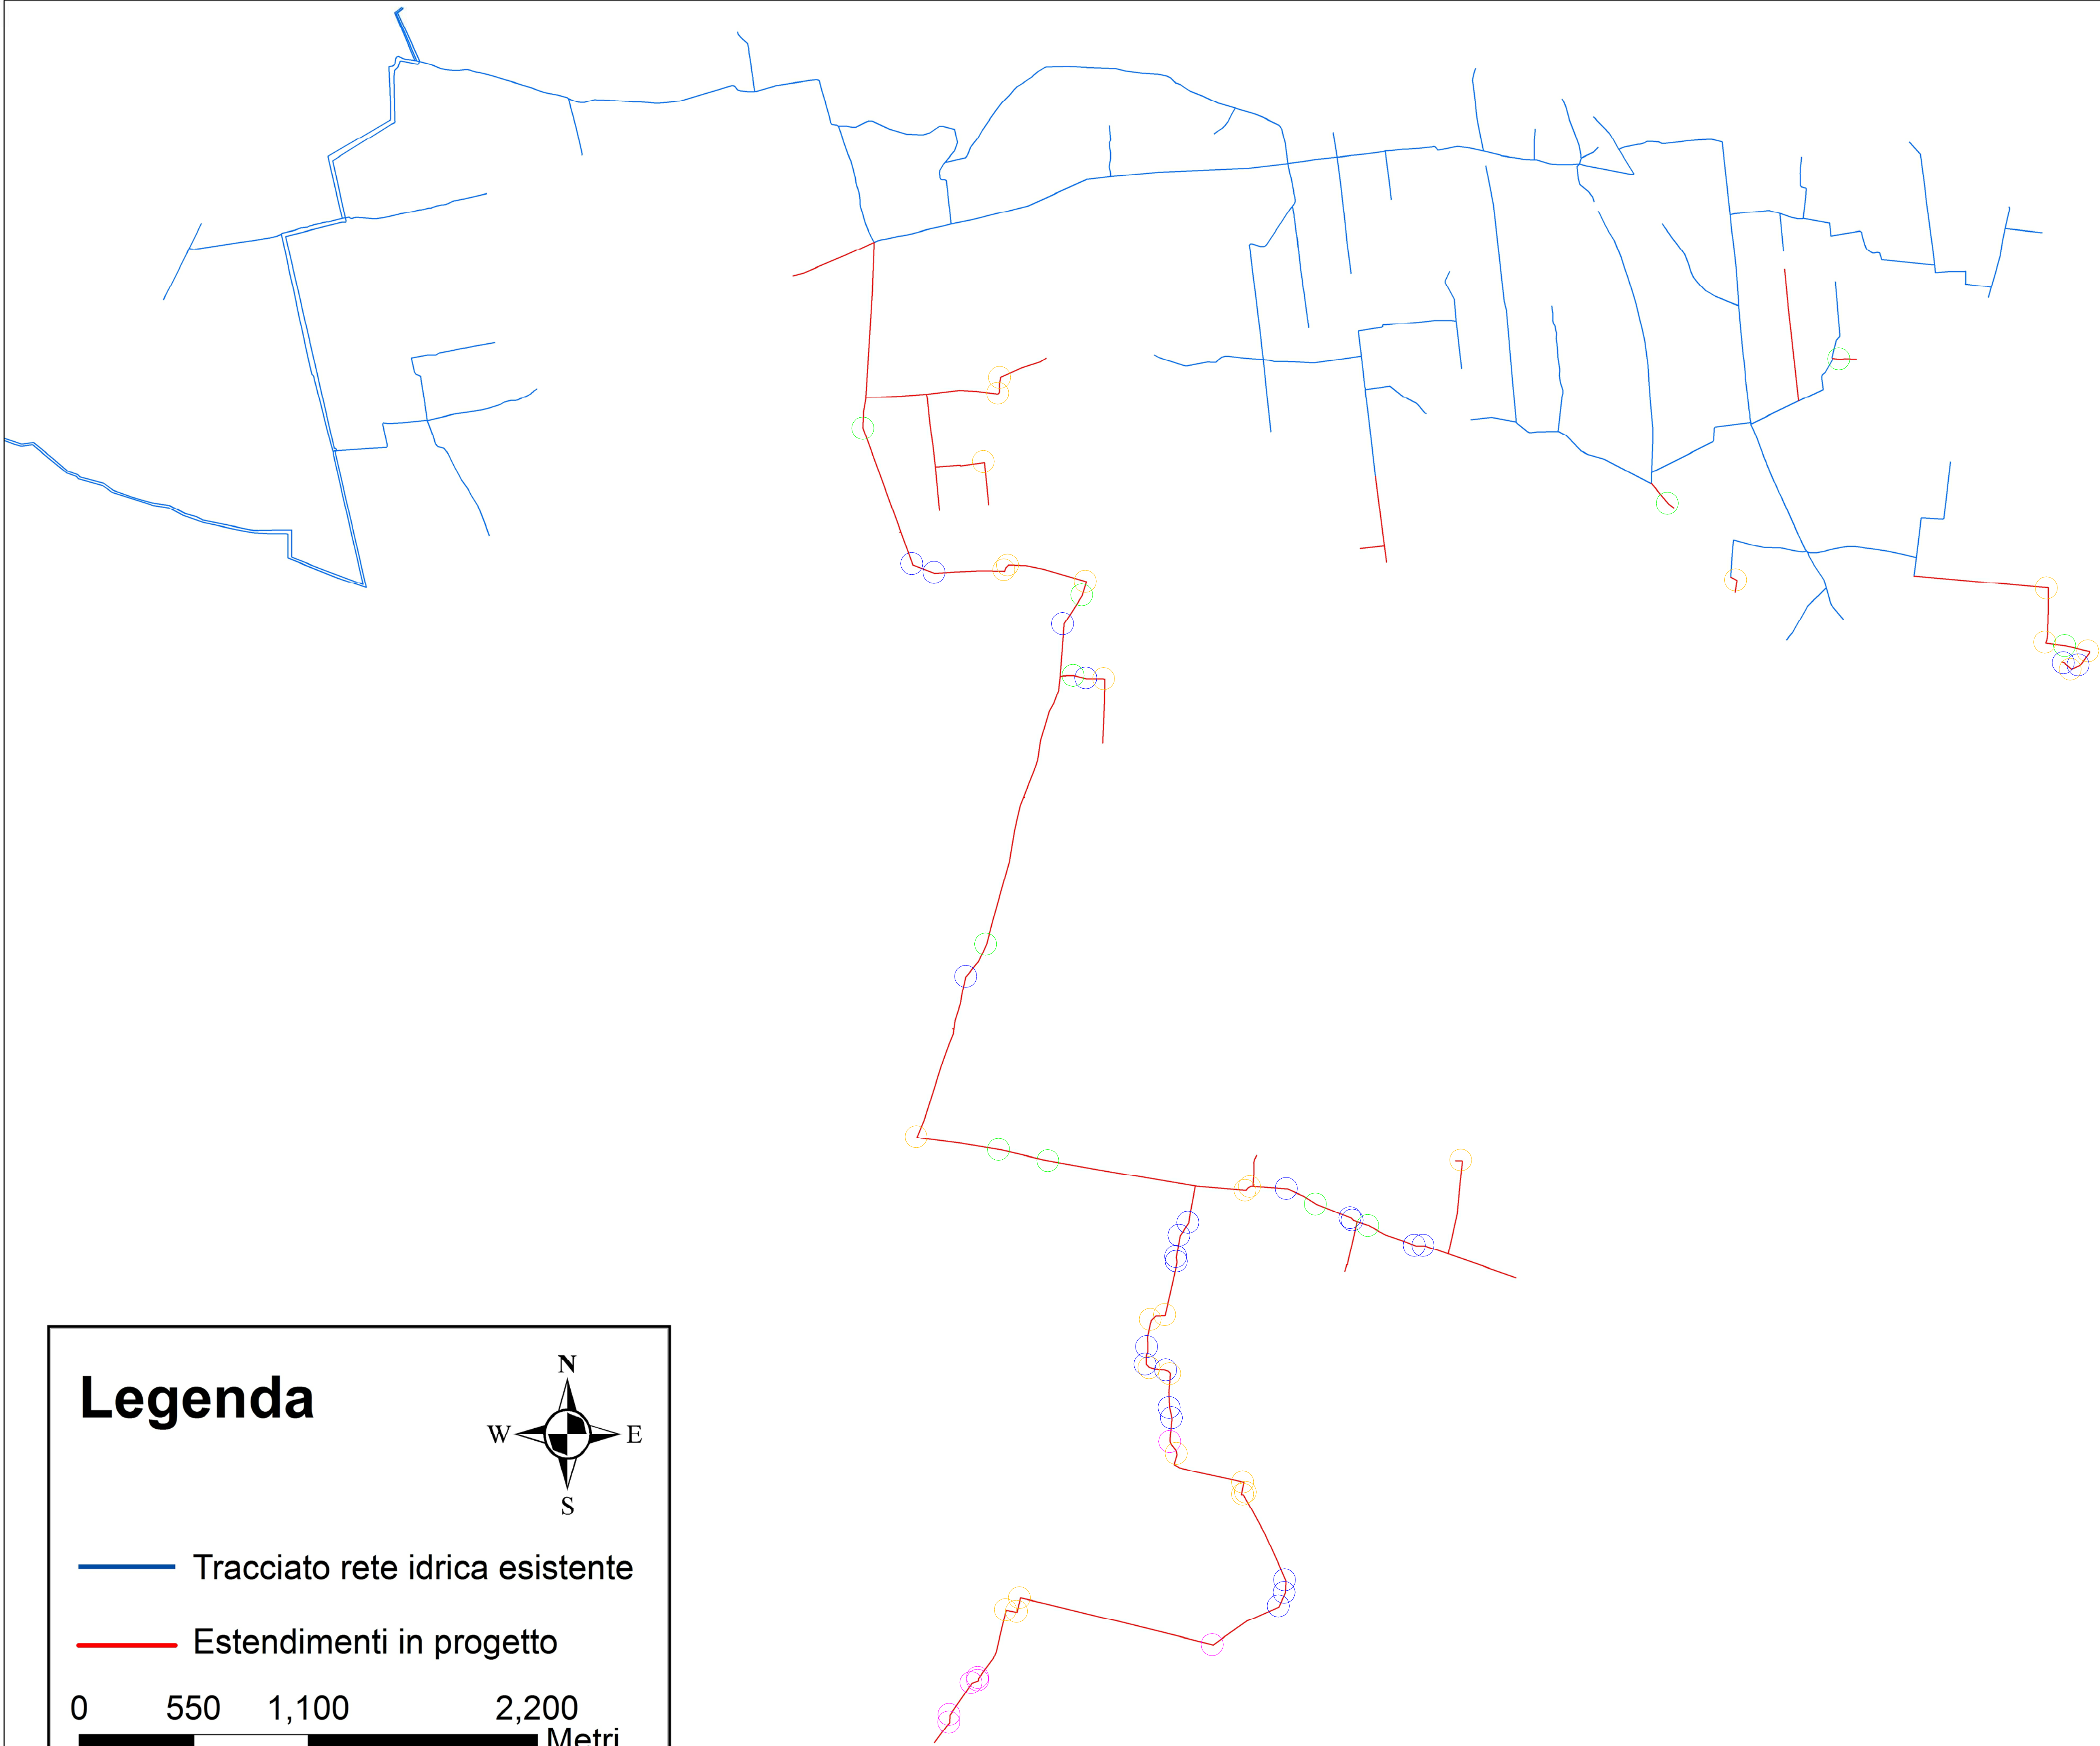 Legenda
N
W E
S
Tracciato rete idrica esistente
Estendimenti in progetto
0 550 1,100 2,200
Metri